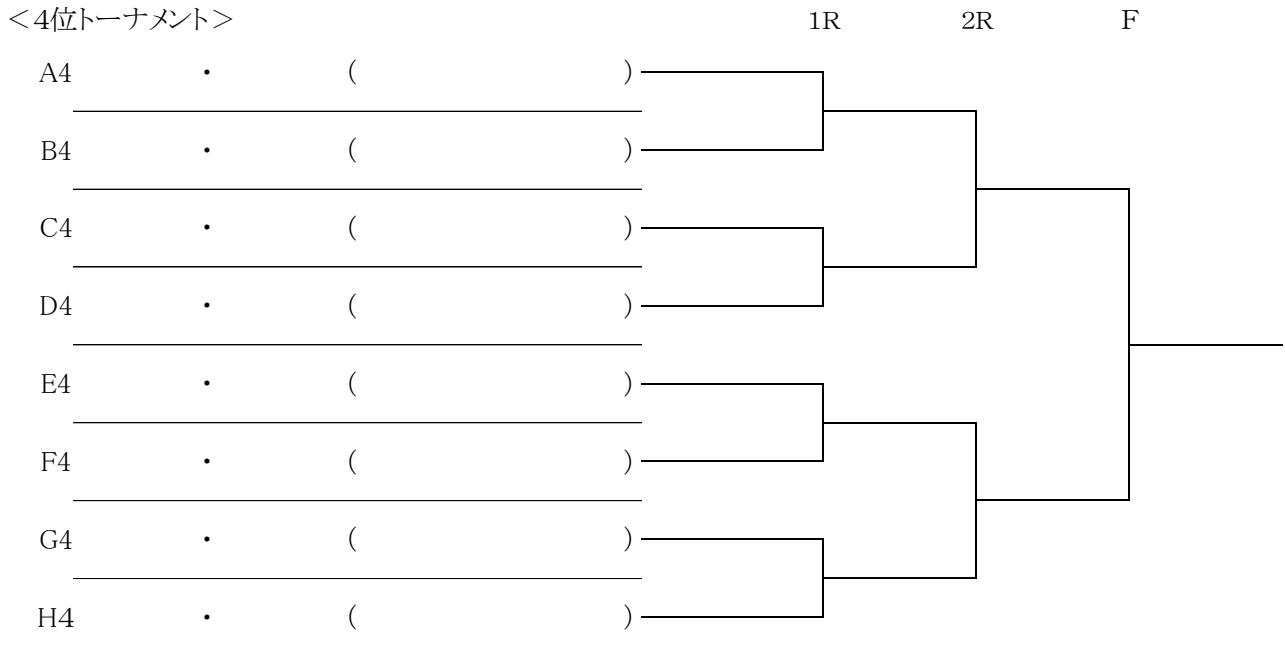 ＜4位トーナメント＞ 1R 2R F
A4 ・ ( )
B4 ・ ( )
C4 ・ ( )
D4 ・ ( )
E4 ・ ( )
F4 ・ ( )
G4 ・ ( )
H4 ・ ( )